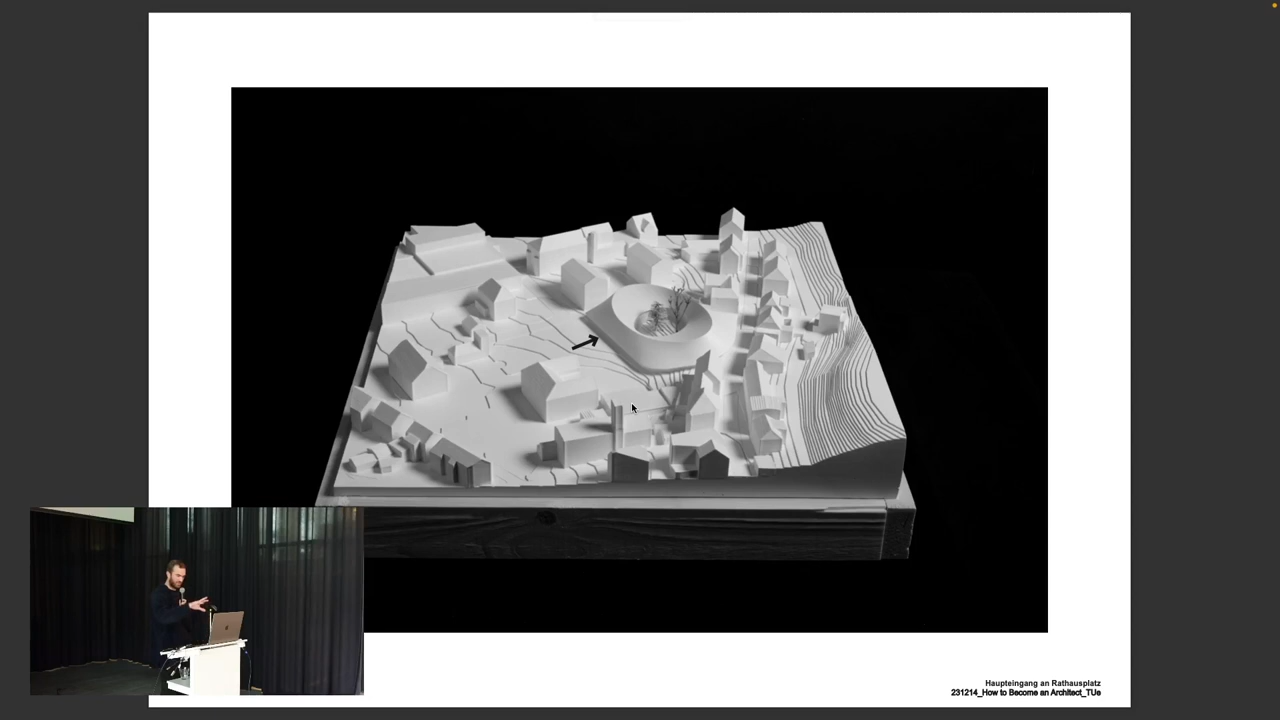 Haupteingang an Rathausplatz
231214_How to Become an Architect_TUe